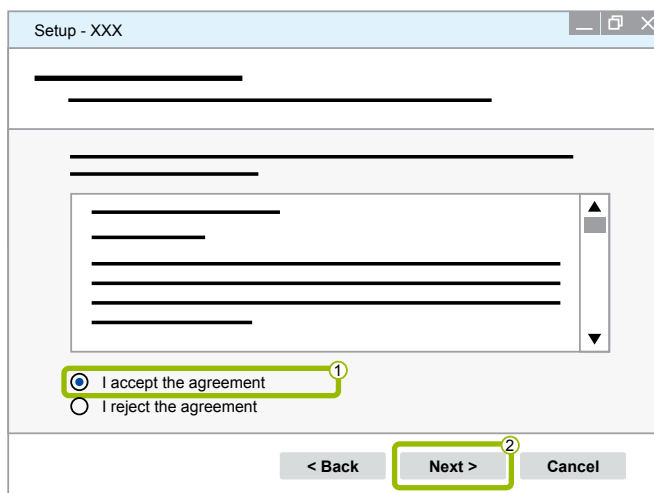 Setup - XXX
I accept the agreement
1
I reject the agreement
2
< Back
Next >
Cancel